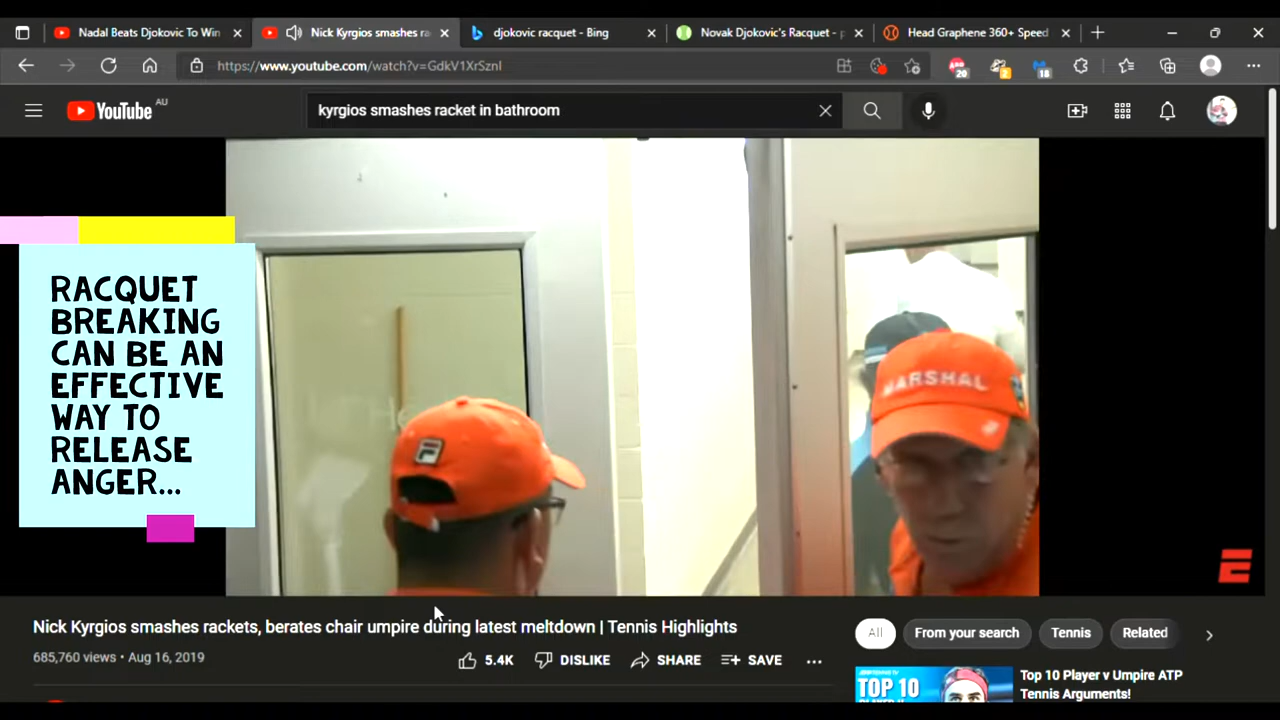 Nadal Beats Djokovic To Win
Nick Kyrgios smashes ra
djokovic racquet - Bing
Novak Djokovic's Racquet - p
Head Graphene 360+ Speed
https://www.youtube.com/watch?v=GdkV1XrSznI
20
2
18
YouTube AU
kyrgios smashes racket in bathroom
RACQUET
BREAKING
CAN BE AN
EFFECTIVE
WAY TO
RELEASE
ANGER...
MARSHAL
F
E
Nick Kyrgios smashes rackets, berates chair umpire during latest meltdown | Tennis Highlights
685,760 views • Aug 16, 2019
5.4K
DISLIKE
SHARE
SAVE
All
From your search
Tennis
Related
TOP 10
Top 10 Player v Umpire ATP
Tennis Arguments!